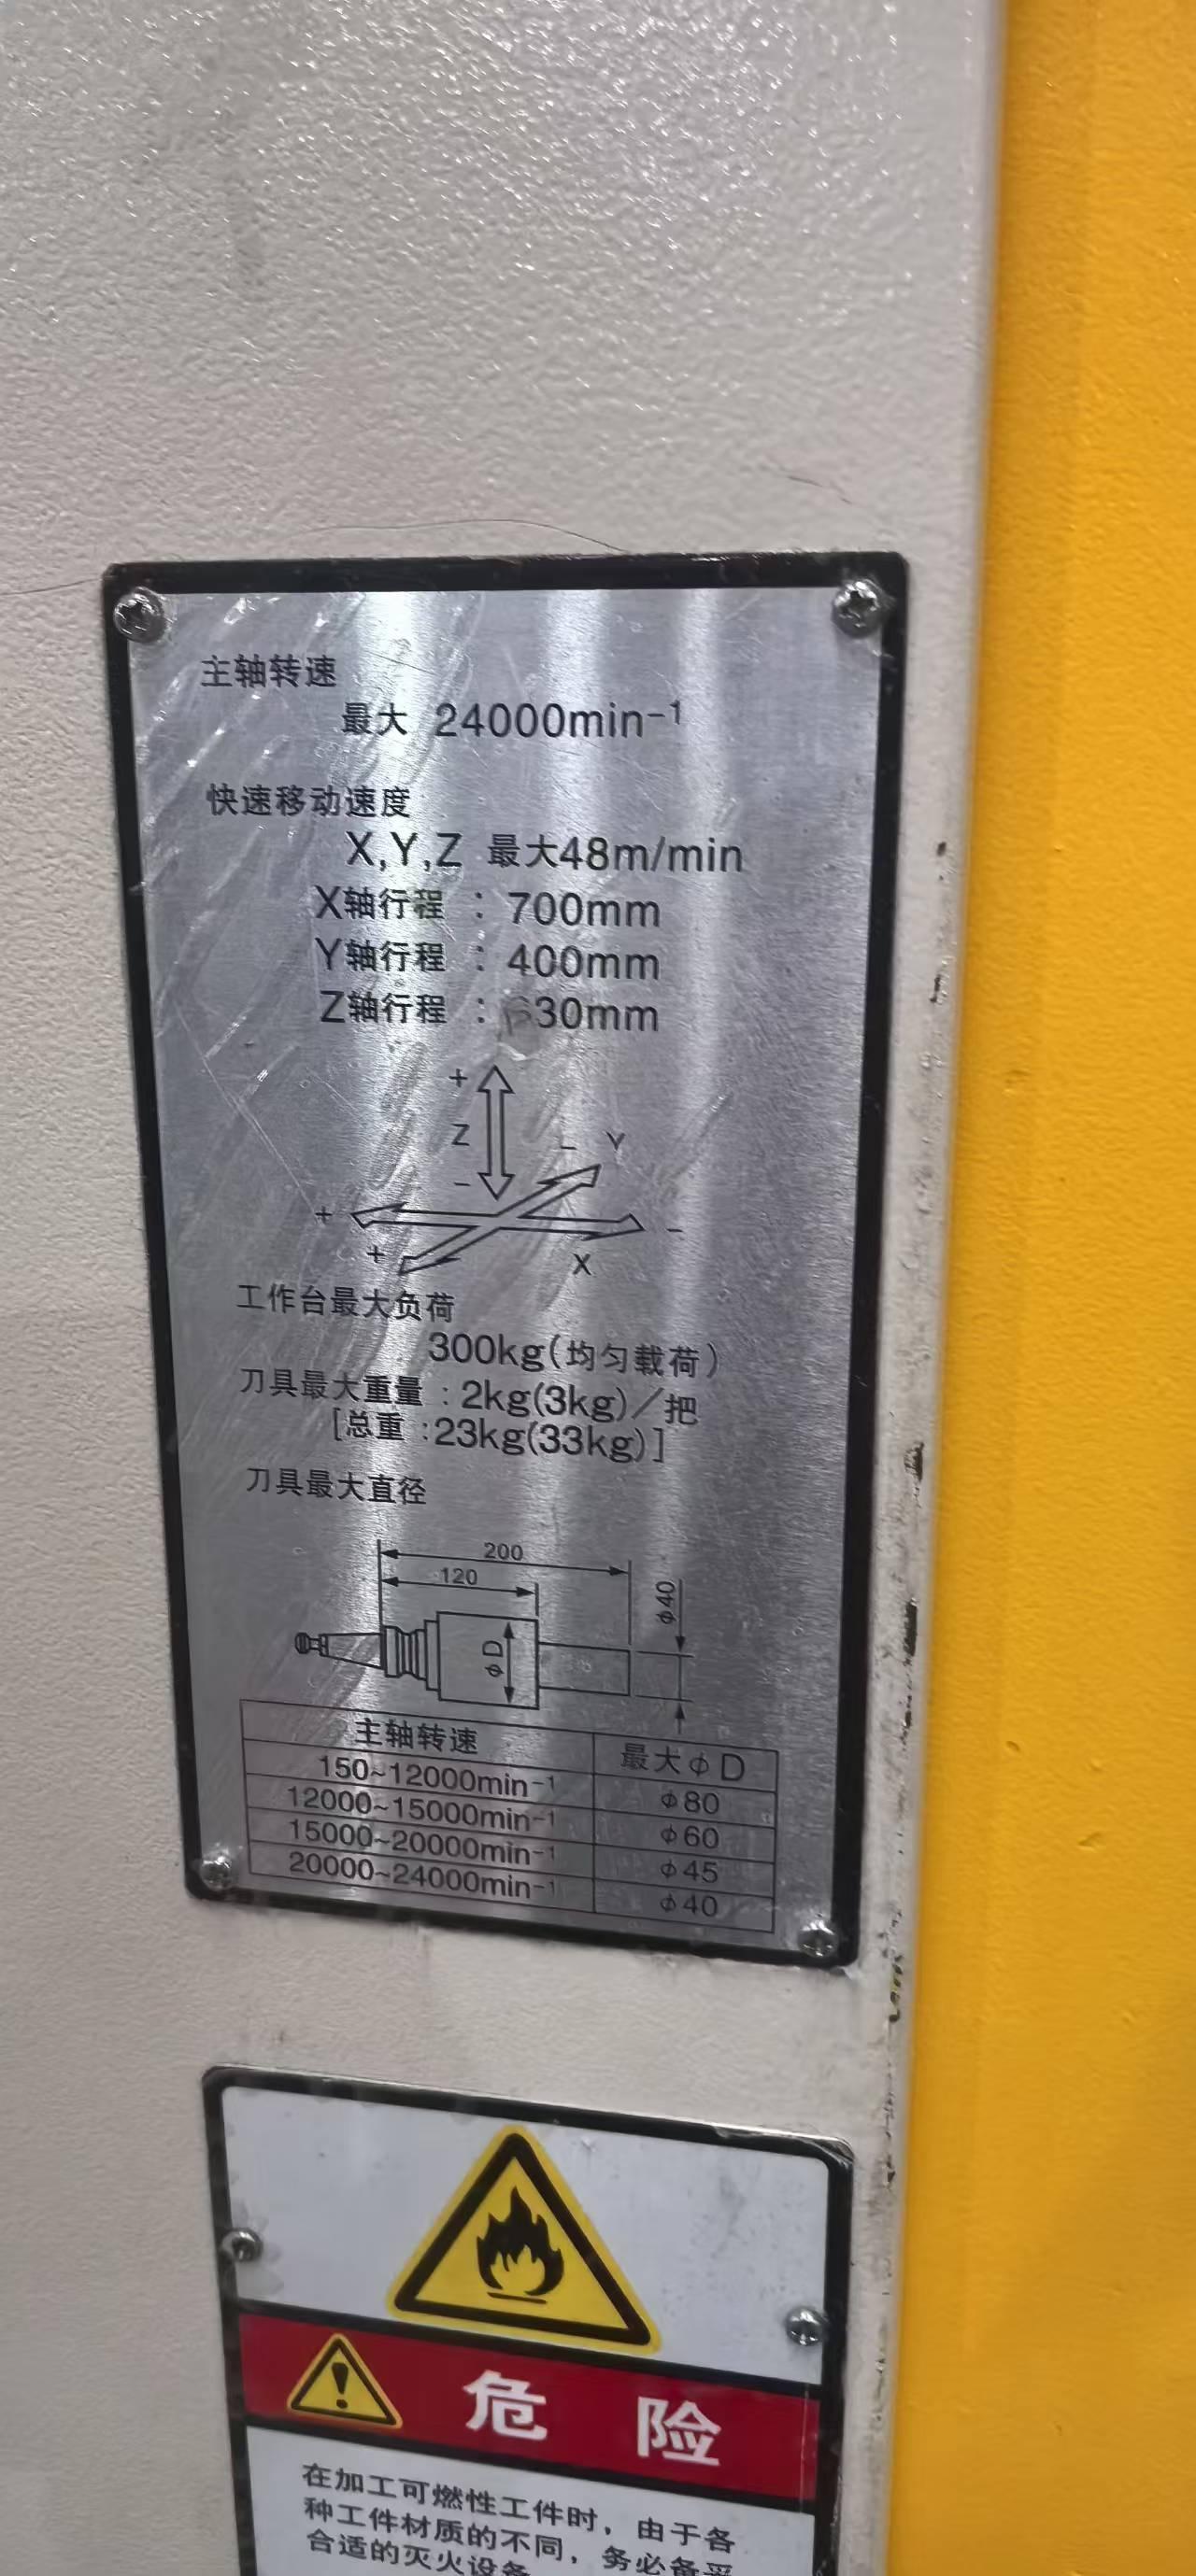 主轴转速
最大 24000min⁻¹
快速移动速度
X,Y,Z 最大48m/min
X轴行程 : 700mm
Y轴行程 : 400mm
Z轴行程 : 30mm
+
Z
−
− Y
+
−
+
X
工作台最大负荷
300kg(均匀载荷)
刀具最大重量 : 2kg(3kg)／把
[总重 :23kg(33kg)]
刀具最大直径
200
120
φ40
φD
主轴转速 最大φD
150~12000min⁻¹ φ80
12000~15000min⁻¹ φ60
15000~20000min⁻¹ φ45
20000~24000min⁻¹ φ40
危 险
在加工可燃性工件时，由于各
种工件材质的不同，务必备
合适的灭火设备